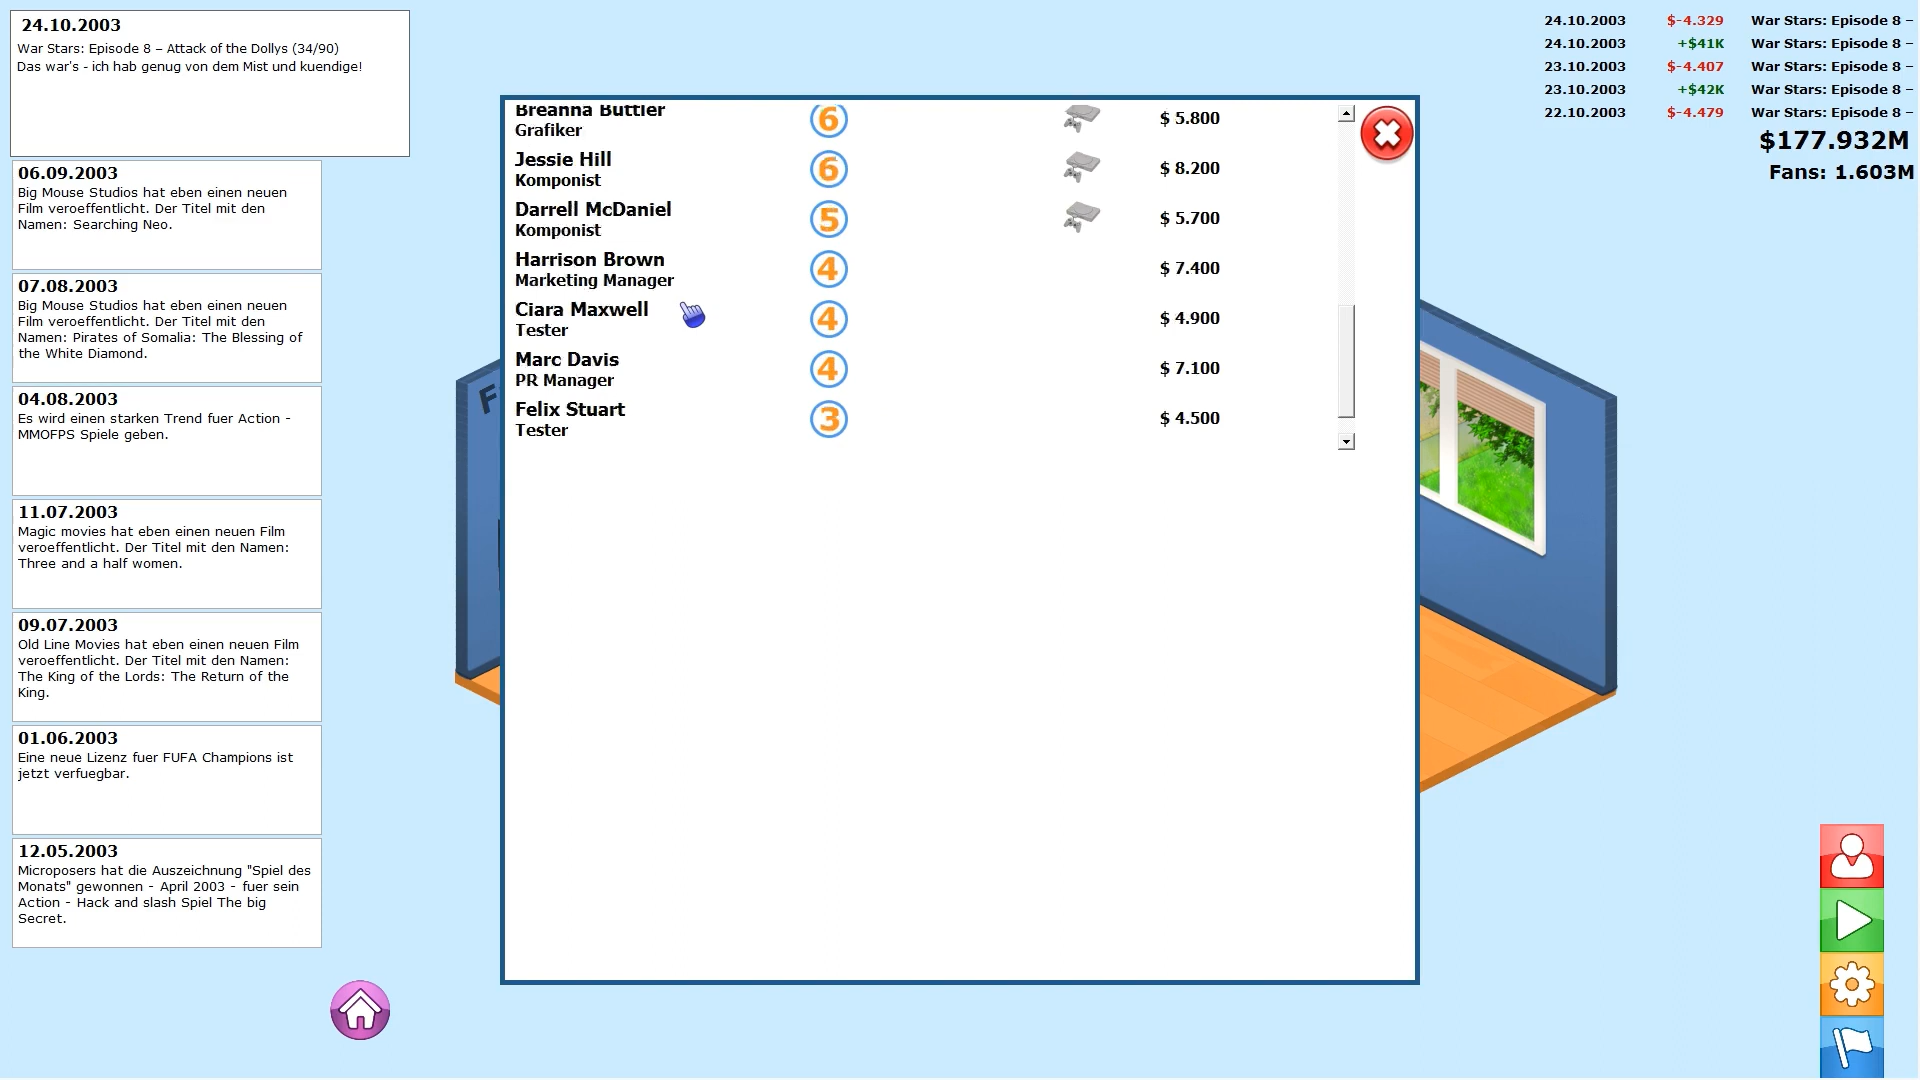 24.10.2003
War Stars: Episode 8 – Attack of the Dollys (34/90)
Das war's - ich hab genug von dem Mist und kuendige!
06.09.2003
Big Mouse Studios hat eben einen neuen
Film veroeffentlicht. Der Titel mit den
Namen: Searching Neo.
07.08.2003
Big Mouse Studios hat eben einen neuen
Film veroeffentlicht. Der Titel mit den
Namen: Pirates of Somalia: The Blessing of
the White Diamond.
04.08.2003
Es wird einen starken Trend fuer Action -
MMOFPS Spiele geben.
11.07.2003
Magic movies hat eben einen neuen Film
veroeffentlicht. Der Titel mit den Namen:
Three and a half women.
09.07.2003
Old Line Movies hat eben einen neuen Film
veroeffentlicht. Der Titel mit den Namen:
The King of the Lords: The Return of the
King.
01.06.2003
Eine neue Lizenz fuer FUFA Champions ist
jetzt verfuegbar.
12.05.2003
Microposers hat die Auszeichnung "Spiel des
Monats" gewonnen - April 2003 - fuer sein
Action - Hack and slash Spiel The big
Secret.
Breanna Buttler
Grafiker
6
$ 5.800
Jessie Hill
Komponist
6
$ 8.200
Darrell McDaniel
Komponist
5
$ 5.700
Harrison Brown
Marketing Manager
4
$ 7.400
Ciara Maxwell
Tester
4
$ 4.900
Marc Davis
PR Manager
4
$ 7.100
Felix Stuart
Tester
3
$ 4.500
24.10.2003 $-4.329 War Stars: Episode 8 –
24.10.2003 +$41K War Stars: Episode 8 –
23.10.2003 $-4.407 War Stars: Episode 8 –
23.10.2003 +$42K War Stars: Episode 8 –
22.10.2003 $-4.479 War Stars: Episode 8 –
$177.932M
Fans: 1.603M